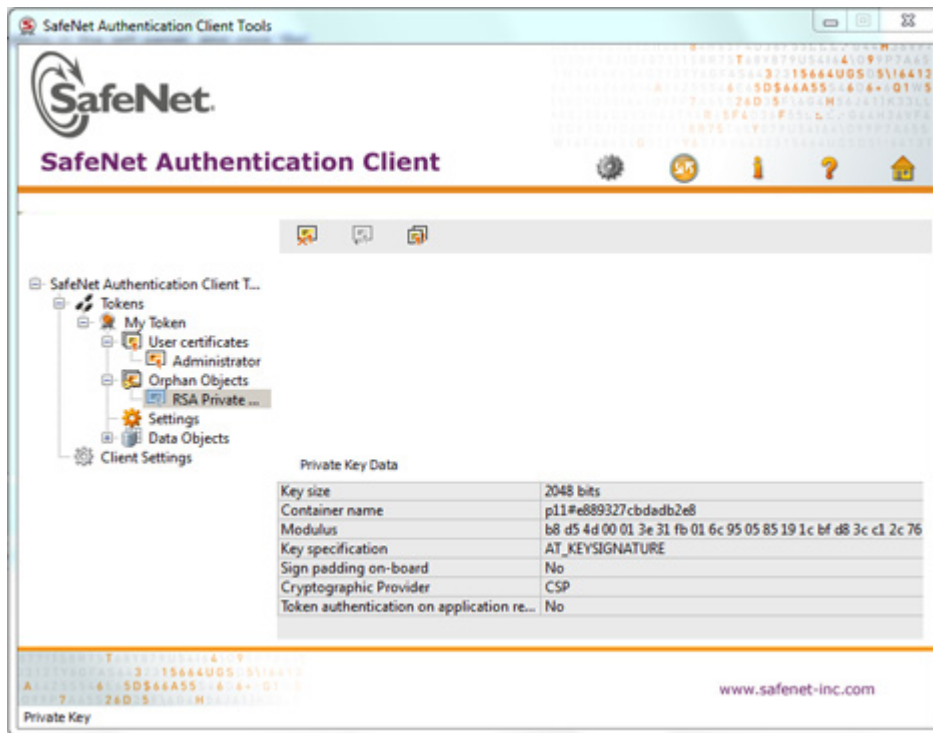 SafeNet Authentication Client Tools
SafeNet.
SafeNet Authentication Client
SafeNet Authentication Client T...
Tokens
My Token
User certificates
Administrator
Orphan Objects
RSA Private ...
Settings
Data Objects
Client Settings
Private Key Data
Key size 2048 bits
Container name p11#e889327cbdadb2e8
Modulus b8 d5 4d 00 01 3e 31 fb 01 6c 95 05 85 19 1c bf d8 3c c1 2c 76
Key specification AT_KEYSIGNATURE
Sign padding on-board No
Cryptographic Provider CSP
Token authentication on application re... No
www.safenet-inc.com
Private Key